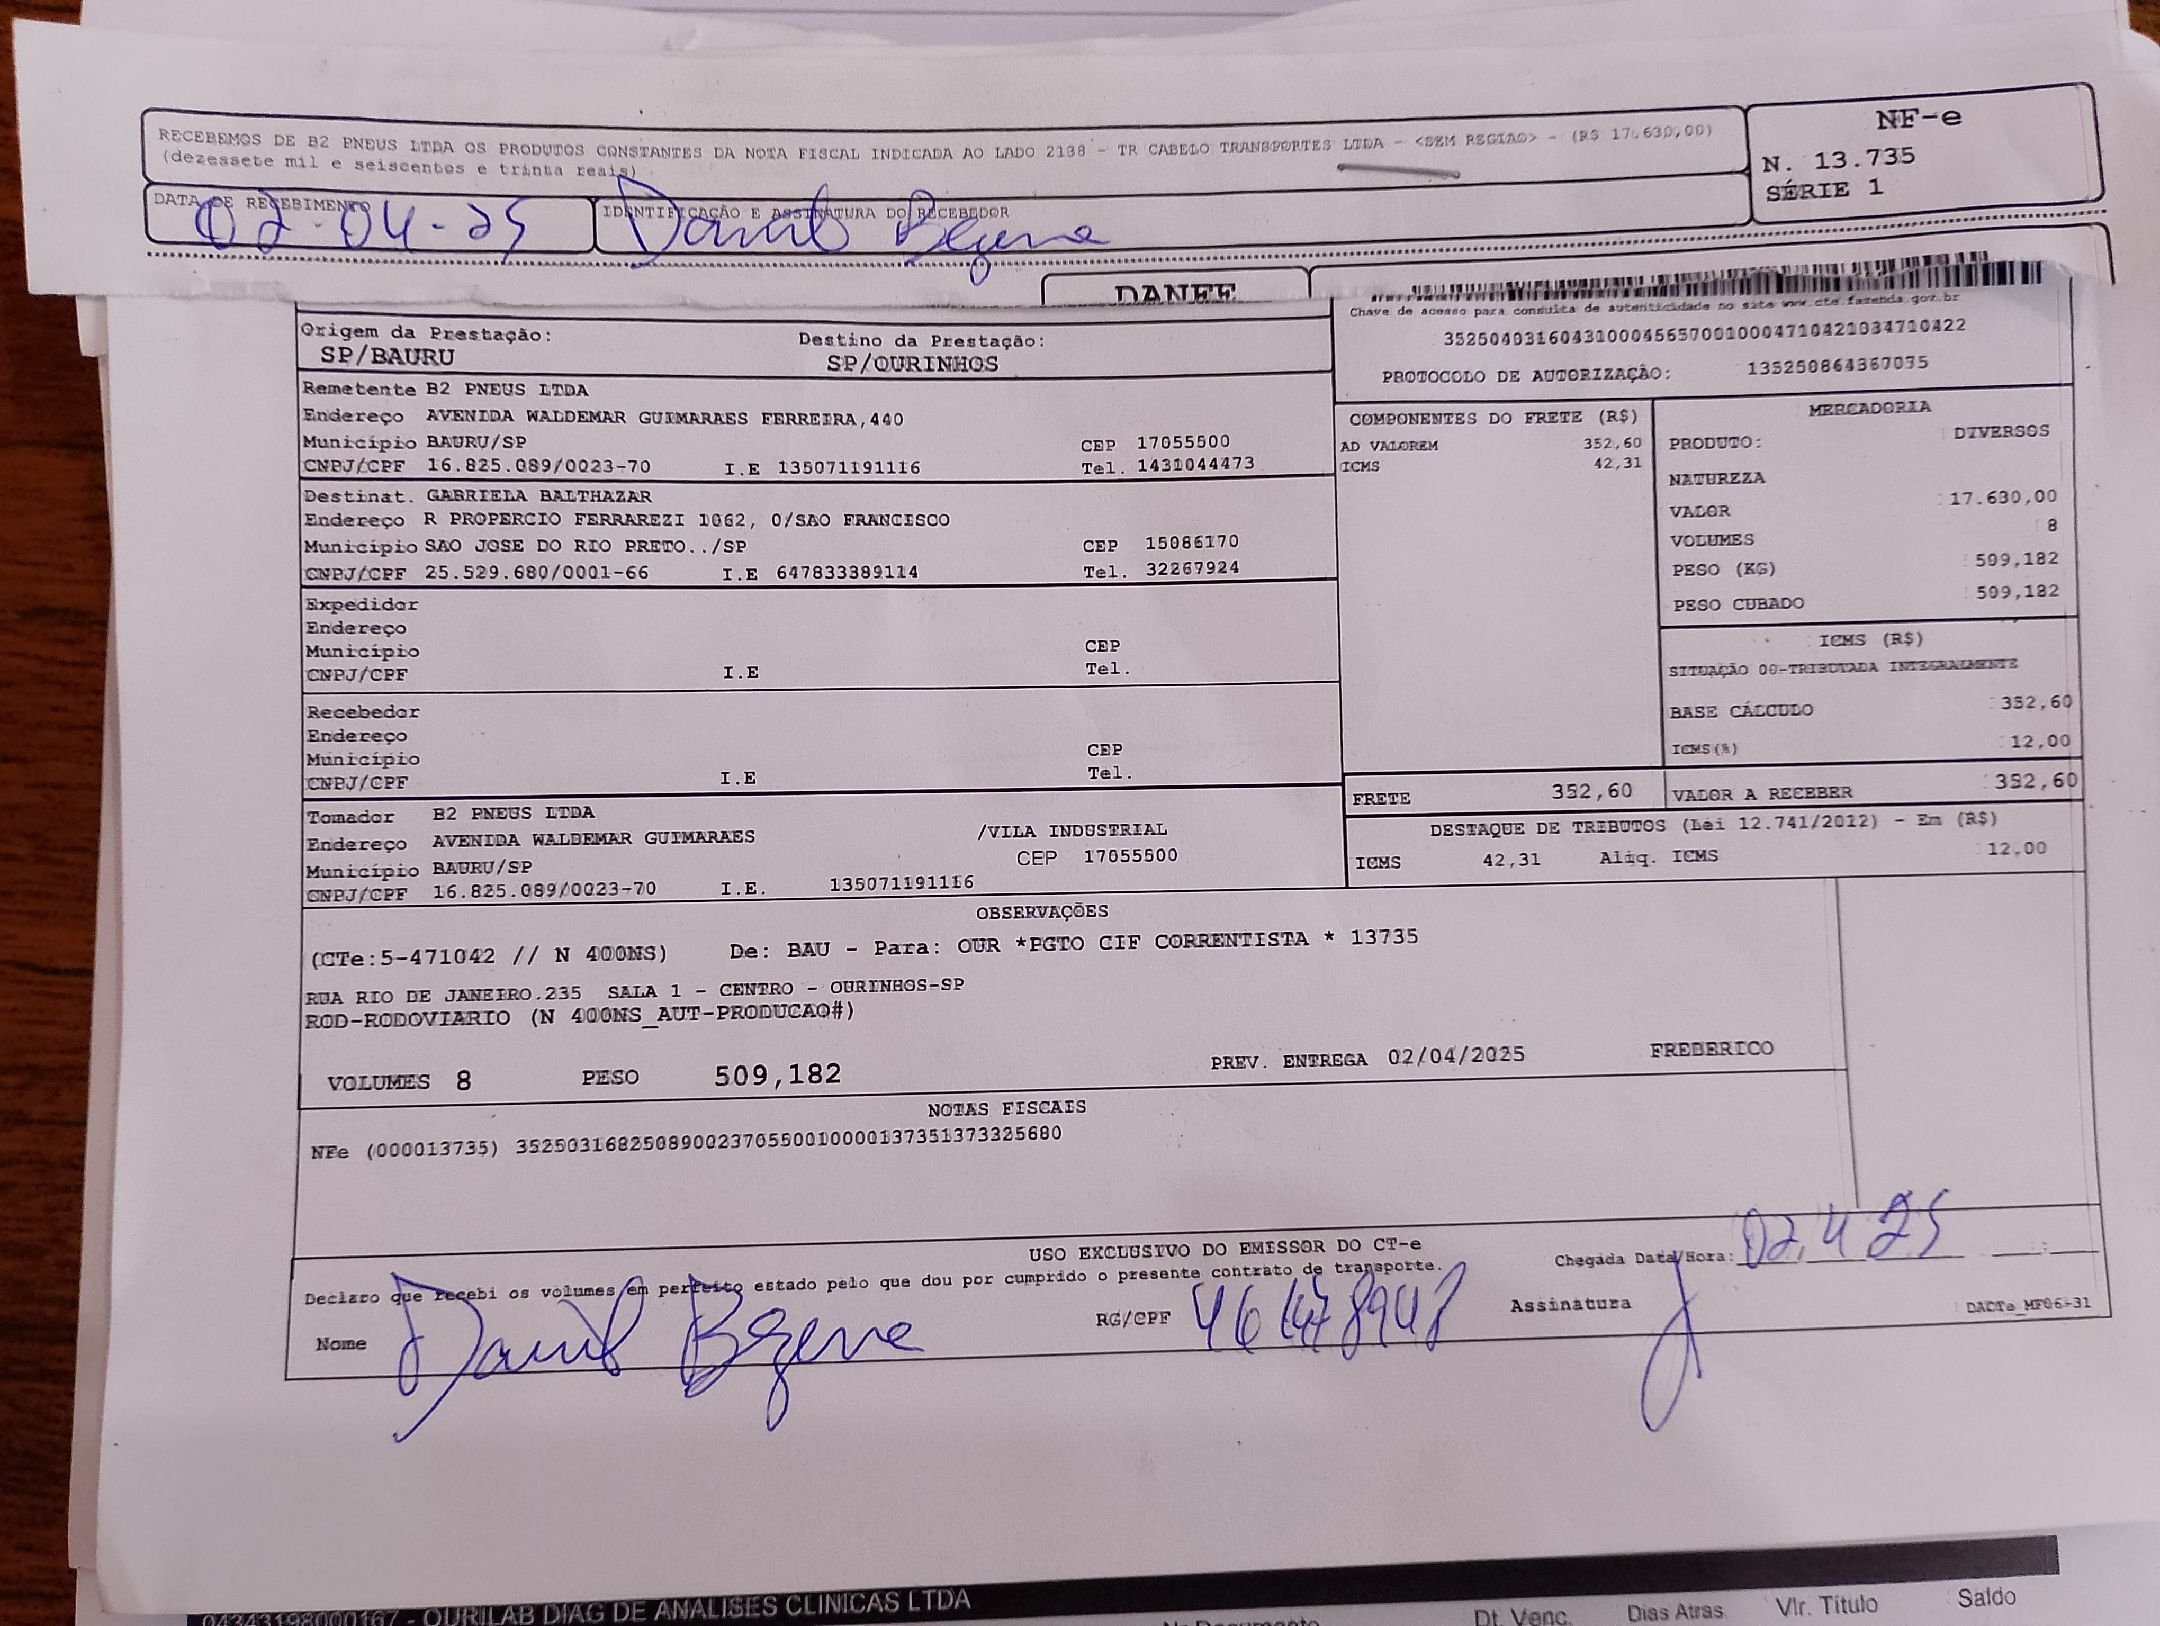 RECEBEMOS DE B2 PNEUS LTDA OS PRODUTOS CONSTANTES DA NOTA FISCAL INDICADA AO LADO 2138 - TR CABELO TRANSPORTES LTDA - <SEM REGIAO> - (R$ 17.630,00)
(dezessete mil e seiscentos e trinta reais)
NF-e
N. 13.735
SÉRIE 1
DATA DE RECEBIMENTO
02-04-25
IDENTIFICAÇÃO E ASSINATURA DO RECEBEDOR
DANFE
Chave de acesso para consulta de autenticidade no site www.cte.fazenda.gov.br
35250403160431000456570010004710421034710422
PROTOCOLO DE AUTORIZAÇÃO: 135250864367035
Origem da Prestação: Destino da Prestação:
SP/BAURU SP/OURINHOS
Remetente B2 PNEUS LTDA
Endereço AVENIDA WALDEMAR GUIMARAES FERREIRA,440
Município BAURU/SP CEP 17055500
CNPJ/CPF 16.825.089/0023-70 I.E 135071191116 Tel. 1431044473
Destinat. GABRIELA BALTHAZAR
Endereço R PROPERCIO FERRAREZI 1062, 0/SAO FRANCISCO
Município SAO JOSE DO RIO PRETO../SP CEP 15086170
CNPJ/CPF 25.529.680/0001-66 I.E 647833389114 Tel. 32267924
Expedidor
Endereço
Município CEP
CNPJ/CPF I.E Tel.
Recebedor
Endereço
Município CEP
CNPJ/CPF I.E Tel.
Tomador B2 PNEUS LTDA
Endereço AVENIDA WALDEMAR GUIMARAES /VILA INDUSTRIAL
Município BAURU/SP CEP 17055500
CNPJ/CPF 16.825.089/0023-70 I.E. 135071191116
COMPONENTES DO FRETE (R$)
AD VALOREM 352,60
ICMS 42,31
MERCADORIA
PRODUTO: DIVERSOS
NATUREZA
VALOR 17.630,00
VOLUMES 8
PESO (KG) 509,182
PESO CUBADO 509,182
ICMS (R$)
SITUAÇÃO 00-TRIBUTADA INTEGRALMENTE
BASE CÁLCULO 352,60
ICMS(%) 12,00
FRETE 352,60 VALOR A RECEBER 352,60
DESTAQUE DE TRIBUTOS (Lei 12.741/2012) - Em (R$)
ICMS 42,31 Aliq. ICMS 12,00
OBSERVAÇÕES
(CTe:5-471042 // N 400NS) De: BAU - Para: OUR *PGTO CIF CORRENTISTA * 13735
RUA RIO DE JANEIRO.235 SALA 1 - CENTRO - OURINHOS-SP
ROD-RODOVIARIO (N 400NS_AUT-PRODUCAO#)
VOLUMES 8 PESO 509,182 PREV. ENTREGA 02/04/2025 FREDERICO
NOTAS FISCAIS
NFe (000013735) 35250316825089002370550010000137351373325680
USO EXCLUSIVO DO EMISSOR DO CT-e
Declaro que recebi os volumes em perfeito estado pelo que dou por cumprido o presente contrato de transporte.
Chegada Data/Hora: 02.4 25
Nome
RG/CPF
Assinatura
DACTe_MF06-31
04343198000167 - OURILAB DIAG DE ANALISES CLINICAS LTDA
Dt. Venc. Dias Atras Vlr. Titulo Saldo